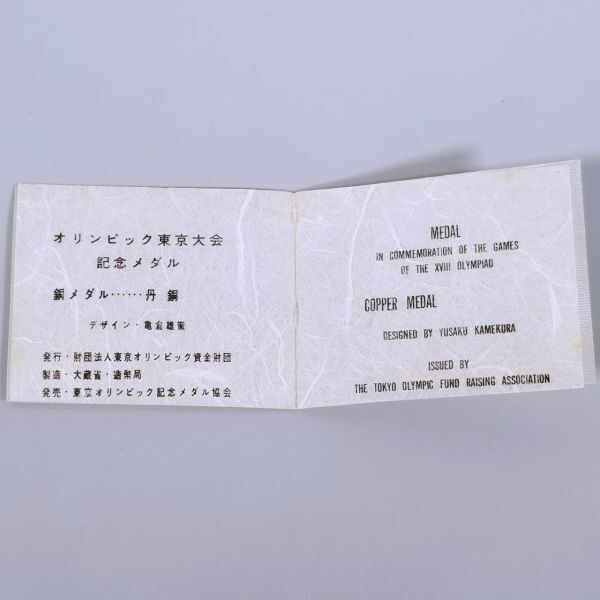 オリンピック東京大会
記念メダル
銅メダル……丹銅
デザイン・亀倉雄策
発行・財団法人東京オリンピック資金財団
製造・大蔵省・造幣局
発売・東京オリンピック記念メダル協会
MEDAL
IN COMMEMORATION OF THE GAMES
OF THE XVIII OLYMPIAD
COPPER MEDAL
DESIGNED BY YUSAKU KAMEKURA
ISSUED BY
THE TOKYO OLYMPIC FUND RAISING ASSOCIATION